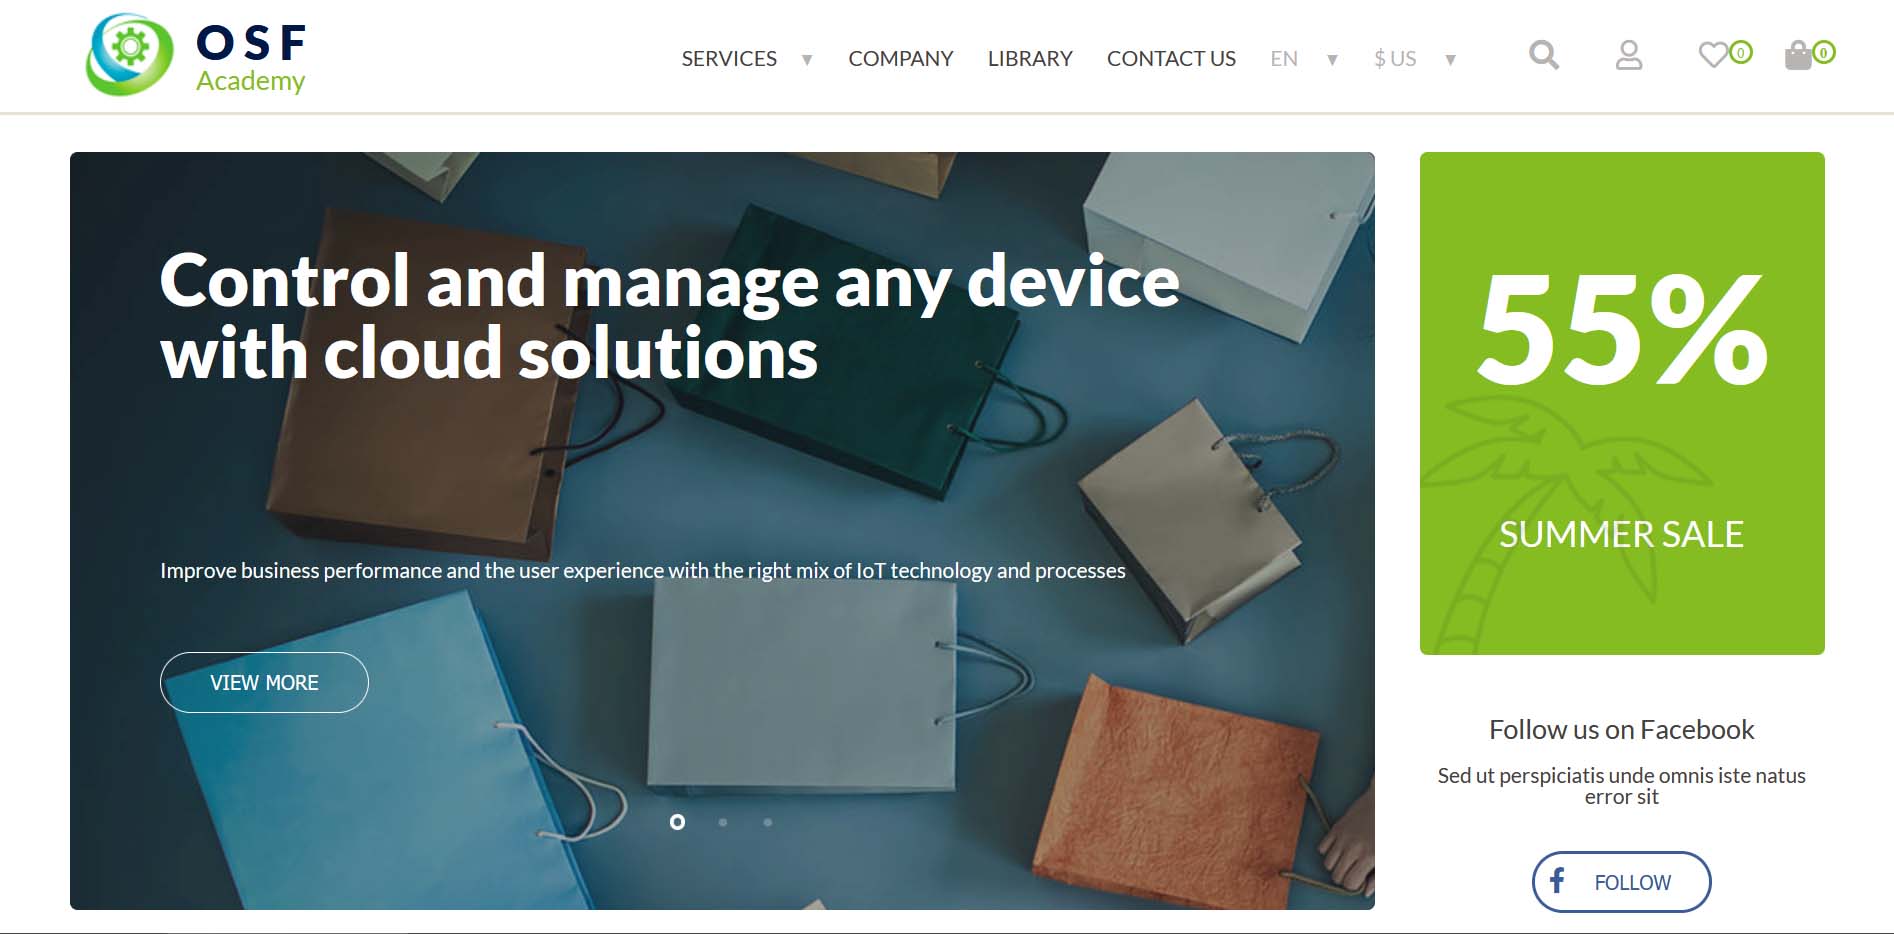 OSF
Academy
SERVICES ▼ COMPANY LIBRARY CONTACT US EN ▼ $ US ▼ 0 0
Control and manage any device
with cloud solutions
Improve business performance and the user experience with the right mix of IoT technology and processes
VIEW MORE
55%
SUMMER SALE
Follow us on Facebook
Sed ut perspiciatis unde omnis iste natus
error sit
f FOLLOW